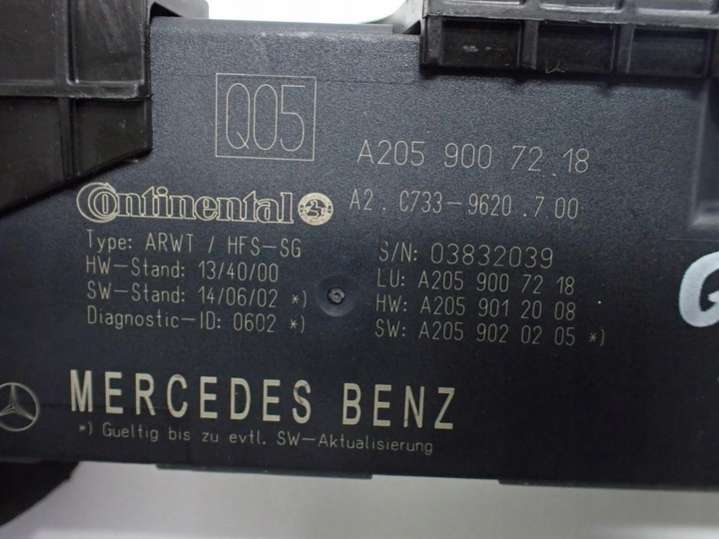 Q05
A205 900 72 18
Continental
A2.C733-9620.700
Type: ARWT / HFS-SG
HW-Stand: 13/40/00
SW-Stand: 14/06/02 *)
Diagnostic-ID: 0602 *)
S/N: 03832039
LU: A205 900 72 18
HW: A205 901 20 08
SW: A205 902 02 05 *)
MERCEDES BENZ
*) Gueltig bis zu evtl. SW-Aktualisierung